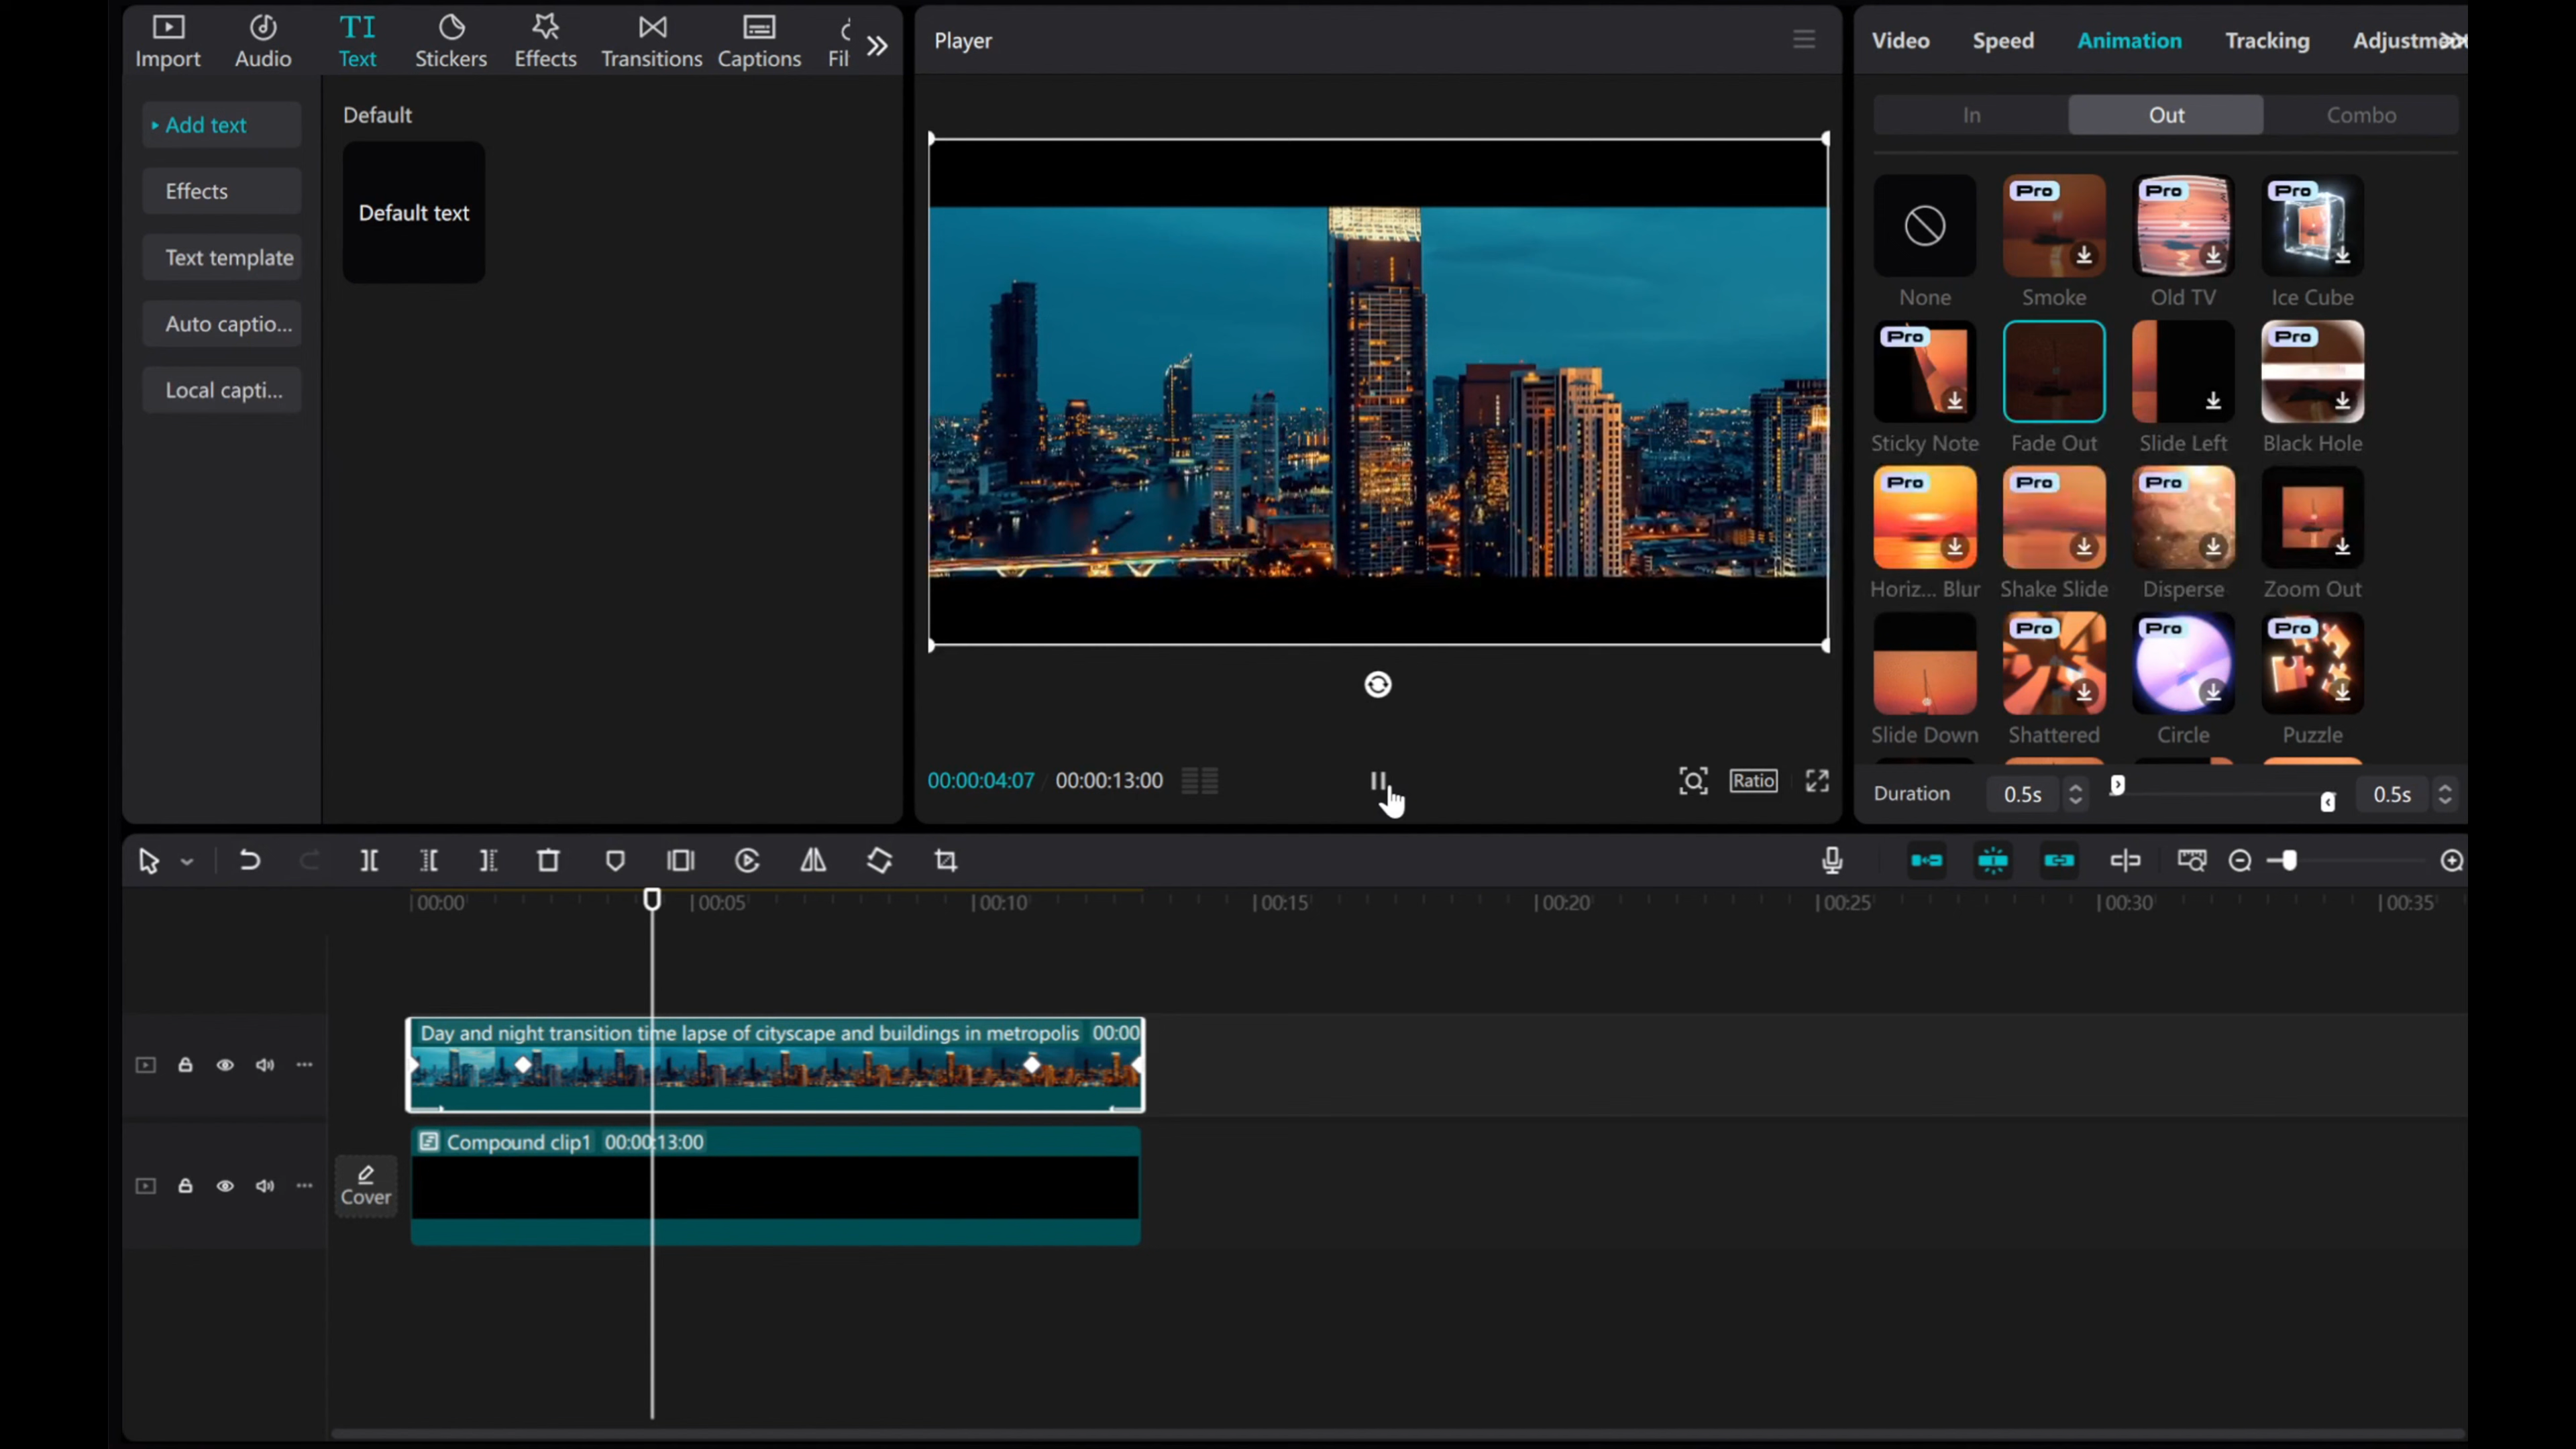 Import Audio TI Text Stickers Effects Transitions Captions Fil
Add text
Effects
Text template
Auto captio...
Local capti...
Default
Default text
Player
00:00:04:07 / 00:00:13:00
Ratio
Video Speed Animation Tracking Adjustment
In Out Combo
Pro Pro Pro
None Smoke Old TV Ice Cube
Pro Pro
Sticky Note Fade Out Slide Left Black Hole
Pro Pro Pro
Horiz... Blur Shake Slide Disperse Zoom Out
Pro Pro Pro
Slide Down Shattered Circle Puzzle
Duration 0.5s 0.5s
00:00 00:05 00:10 00:15 00:20 00:25 00:30 00:35
Day and night transition time lapse of cityscape and buildings in metropolis 00:00
Cover
Compound clip1 00:00:13:00